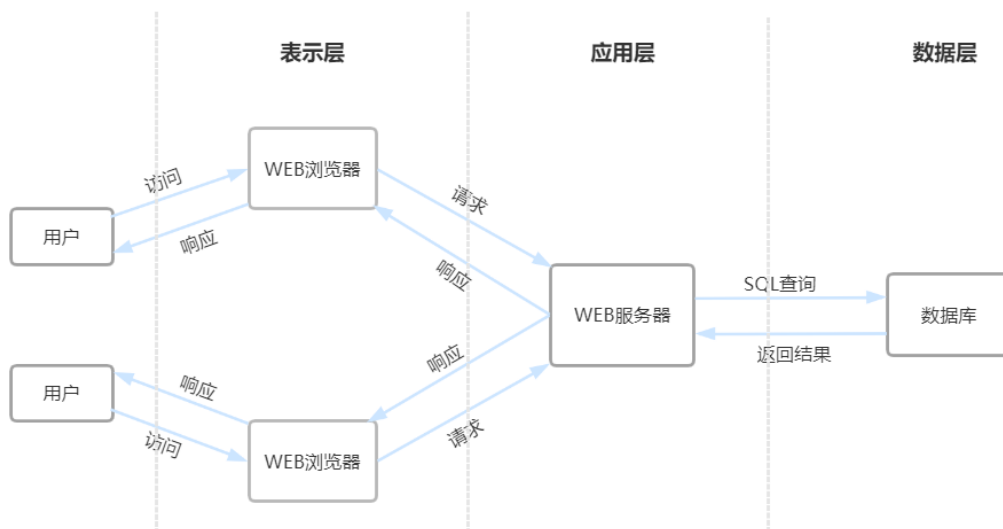 表示层
应用层
数据层
WEB浏览器
访问
请求
用户
响应
响应
SQL查询
WEB服务器
数据库
返回结果
响应
用户
响应
访问
请求
WEB浏览器